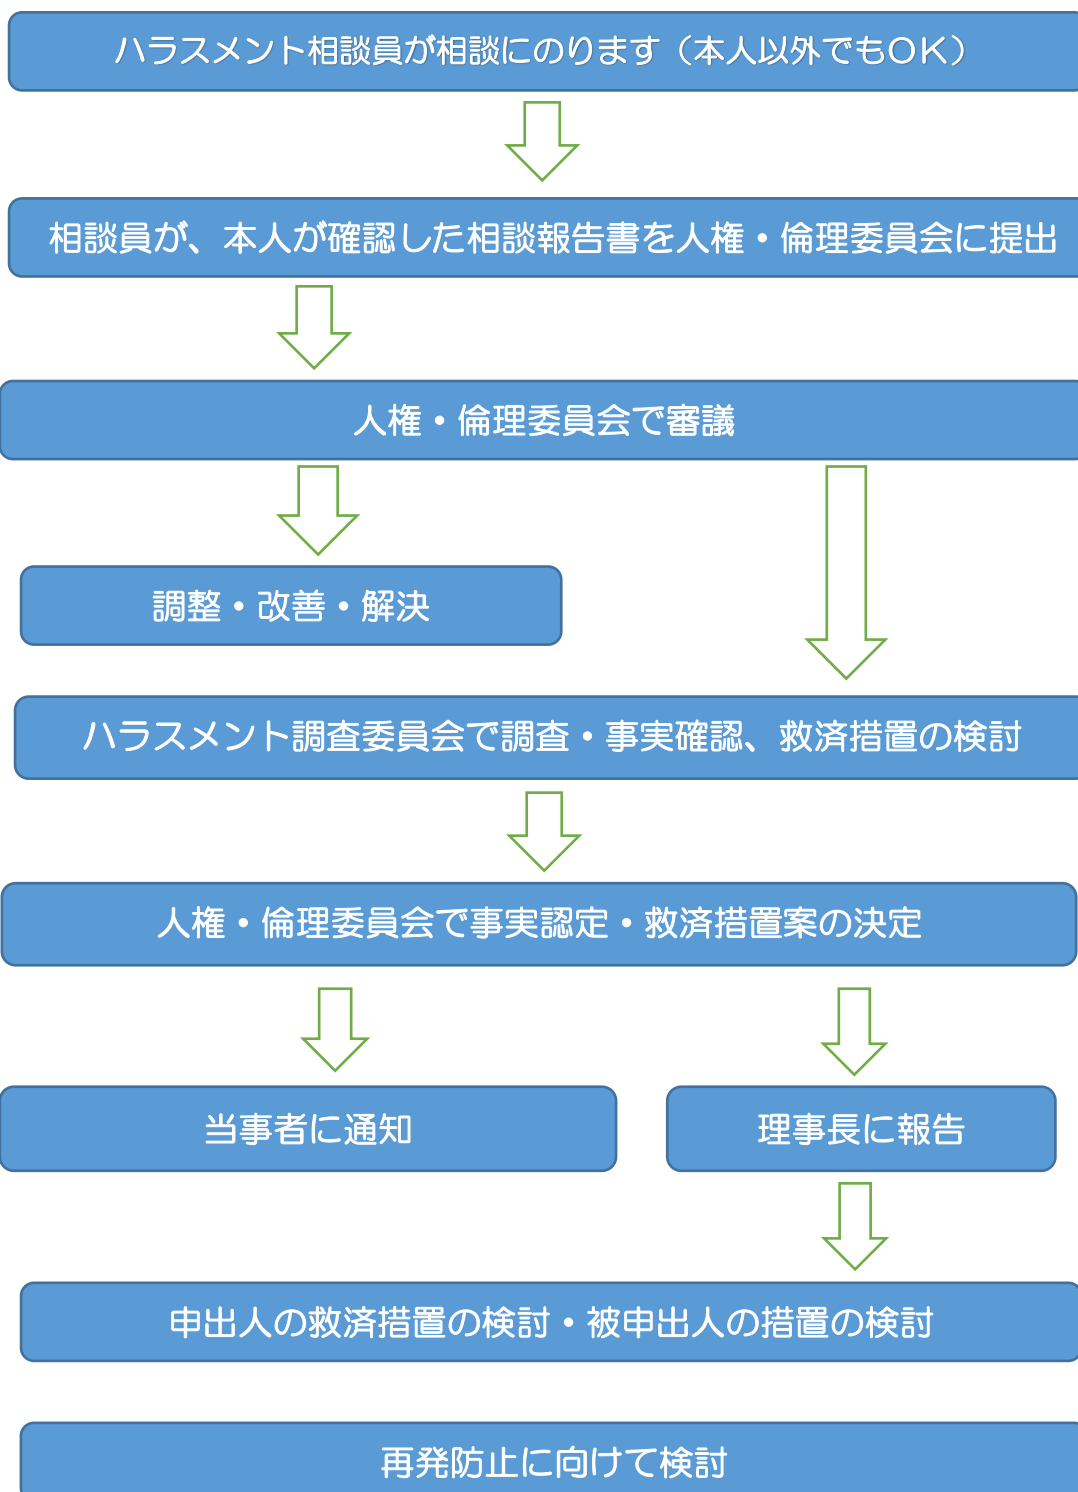 ハラスメント相談員が相談にのります（本人以外でもＯＫ）
相談員が、本人が確認した相談報告書を人権・倫理委員会に提出
人権・倫理委員会で審議
調整・改善・解決
ハラスメント調査委員会で調査・事実確認、救済措置の検討
人権・倫理委員会で事実認定・救済措置案の決定
当事者に通知
理事長に報告
申出人の救済措置の検討・被申出人の措置の検討
再発防止に向けて検討